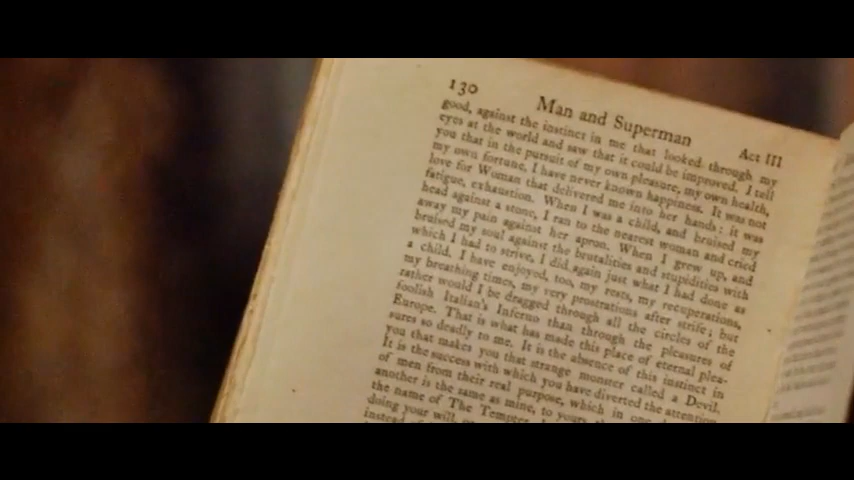 130
Man and Superman
Act III
good, against the instinct in me that looked through my
eyes at the world and saw that it could be improved. I tell
you that in the pursuit of my own pleasure, my own health,
my own fortune, I have never known happiness. It was not
love for Woman that delivered me into her hands: it was
fatigue, exhaustion. When I was a child, and bruised my
head against a stone, I ran to the nearest woman and cried
away my pain against her apron. When I grew up, and
bruised my soul against the brutalities and stupidities with
which I had to strive, I did again just what I had done as
a child. I have enjoyed, too, my rests, my recuperations,
my breathing times, my very prostrations after strife; but
rather would I be dragged through all the circles of the
foolish Italian's Inferno than through the pleasures of
Europe. That is what has made this place of eternal plea-
sures so deadly to me. It is the absence of this instinct in
you that makes you that strange monster called a Devil.
It is the success with which you have diverted the attention
of men from their real purpose, which in one
another is the same as mine, to yours
the name of The Tempter.
doing your will,
instead of